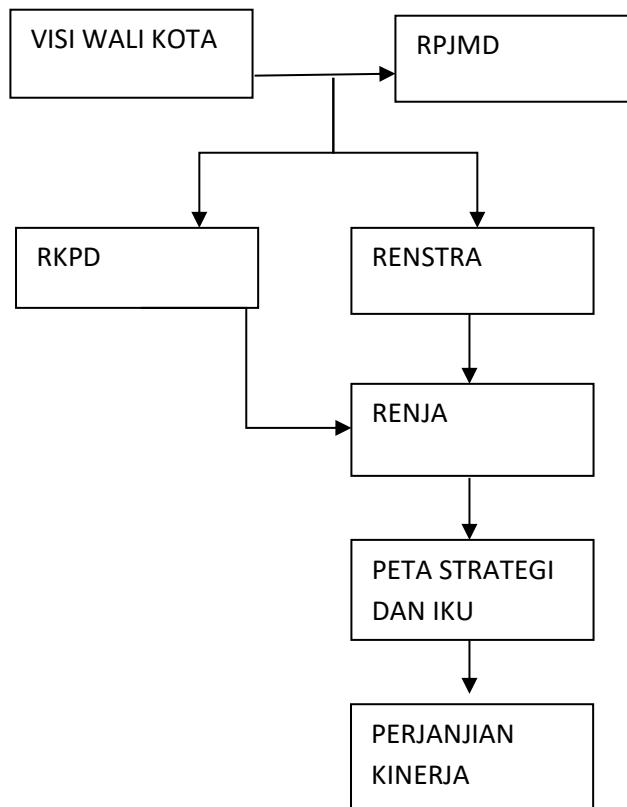 VISI WALI KOTA
RPJMD
RKPD
RENSTRA
RENJA
PETA STRATEGI
DAN IKU
PERJANJIAN
KINERJA